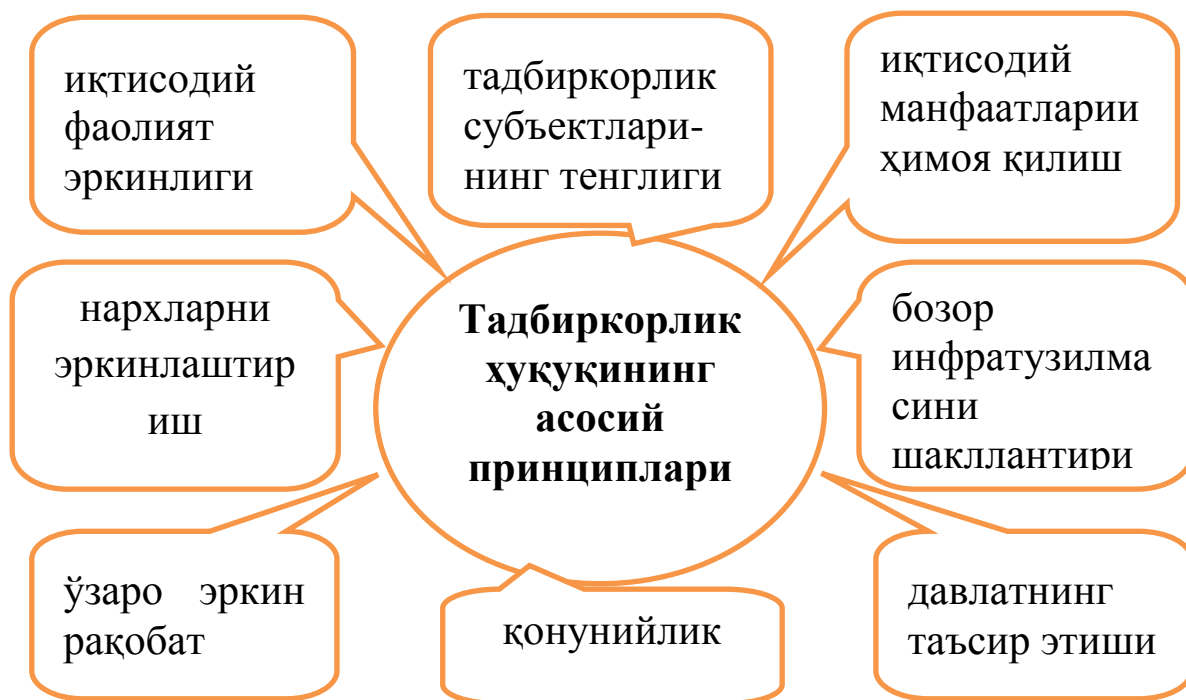 иқтисодий
фаолият
эркинлиги
тадбиркорлик
субъектлари-
нинг тенглиги
иқтисодий
манфаатларии
ҳимоя қилиш
нархларни
эркинлаштир
иш
Тадбиркорлик
ҳуқуқининг
асосий
принциплари
бозор
инфратузилма
сини
шакллантири
ўзаро эркин
рақобат
қонунийлик
давлатнинг
таъсир этиши